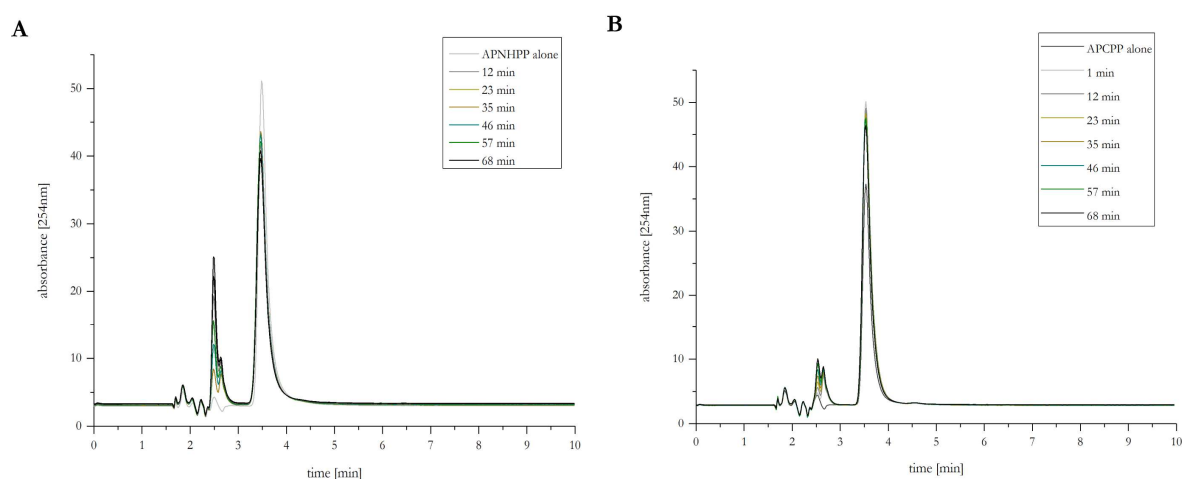 A
APNHPP alone
12 min
23 min
35 min
46 min
57 min
68 min
absorbance [254nm]
50
40
30
20
10
0
0 1 2 3 4 5 6 7 8 9 10
time [min]
B
APCPP alone
1 min
12 min
23 min
35 min
46 min
57 min
68 min
absorbance [254nm]
50
40
30
20
10
0
0 1 2 3 4 5 6 7 8 9 10
time [min]